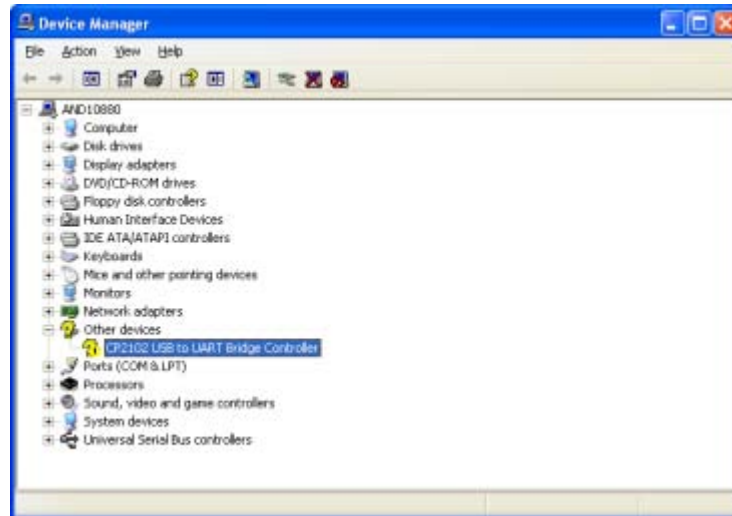 Device Manager
File Action View Help
AND10880
Computer
Disk drives
Display adapters
DVD/CD-ROM drives
Floppy disk controllers
Human Interface Devices
IDE ATA/ATAPI controllers
Keyboards
Mice and other pointing devices
Monitors
Network adapters
Other devices
CP2102 USB to UART Bridge Controller
Ports (COM & LPT)
Processors
Sound, video and game controllers
System devices
Universal Serial Bus controllers